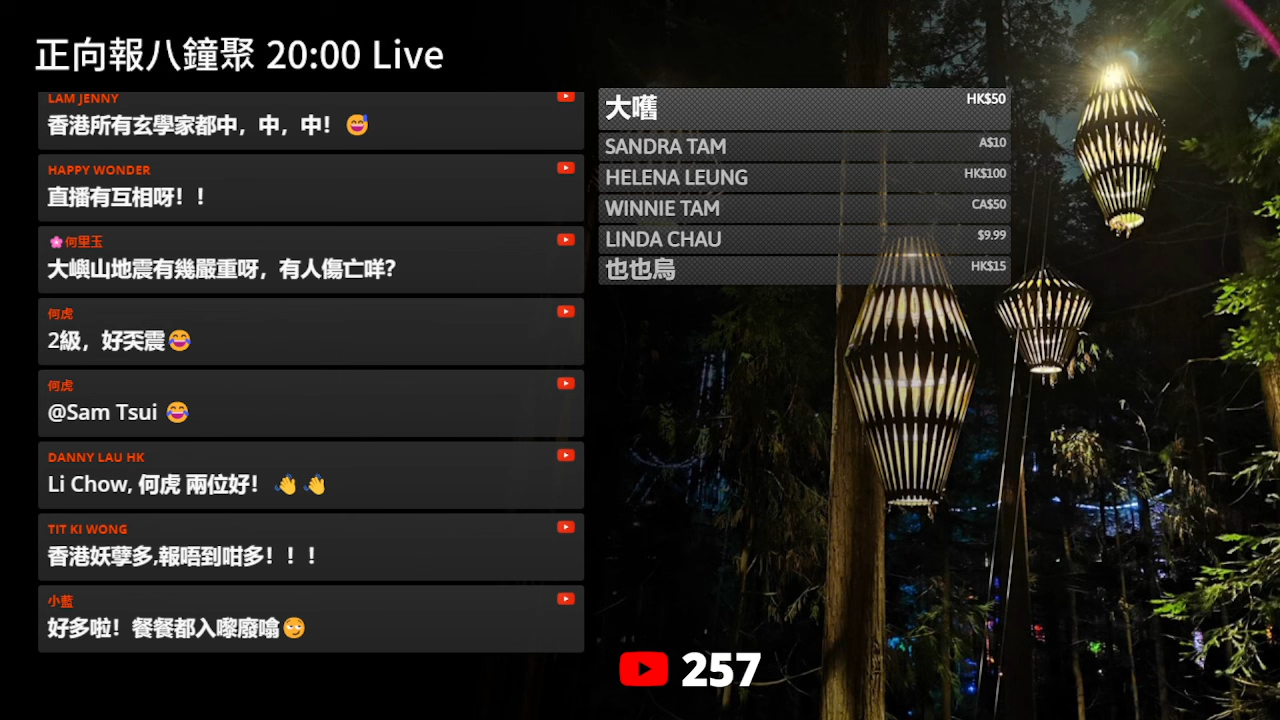 正向報八鐘聚 20:00 Live
LAM JENNY
香港所有玄學家都中，中，中！😅
HAPPY WONDER
直播有互相呀！！
🌸何里玉
大嶼山地震有幾嚴重呀，有人傷亡咩?
何虎
2級，好奀震😂
何虎
@Sam Tsui 😂
DANNY LAU HK
Li Chow, 何虎 兩位好！ 👋 👋
TIT KI WONG
香港妖孽多,報唔到咁多！！！
小藍
好多啦！餐餐都入嚟廢噏🙄
大嚿 HK$50
SANDRA TAM A$10
HELENA LEUNG HK$100
WINNIE TAM CA$50
LINDA CHAU $9.99
也也烏 HK$15
257